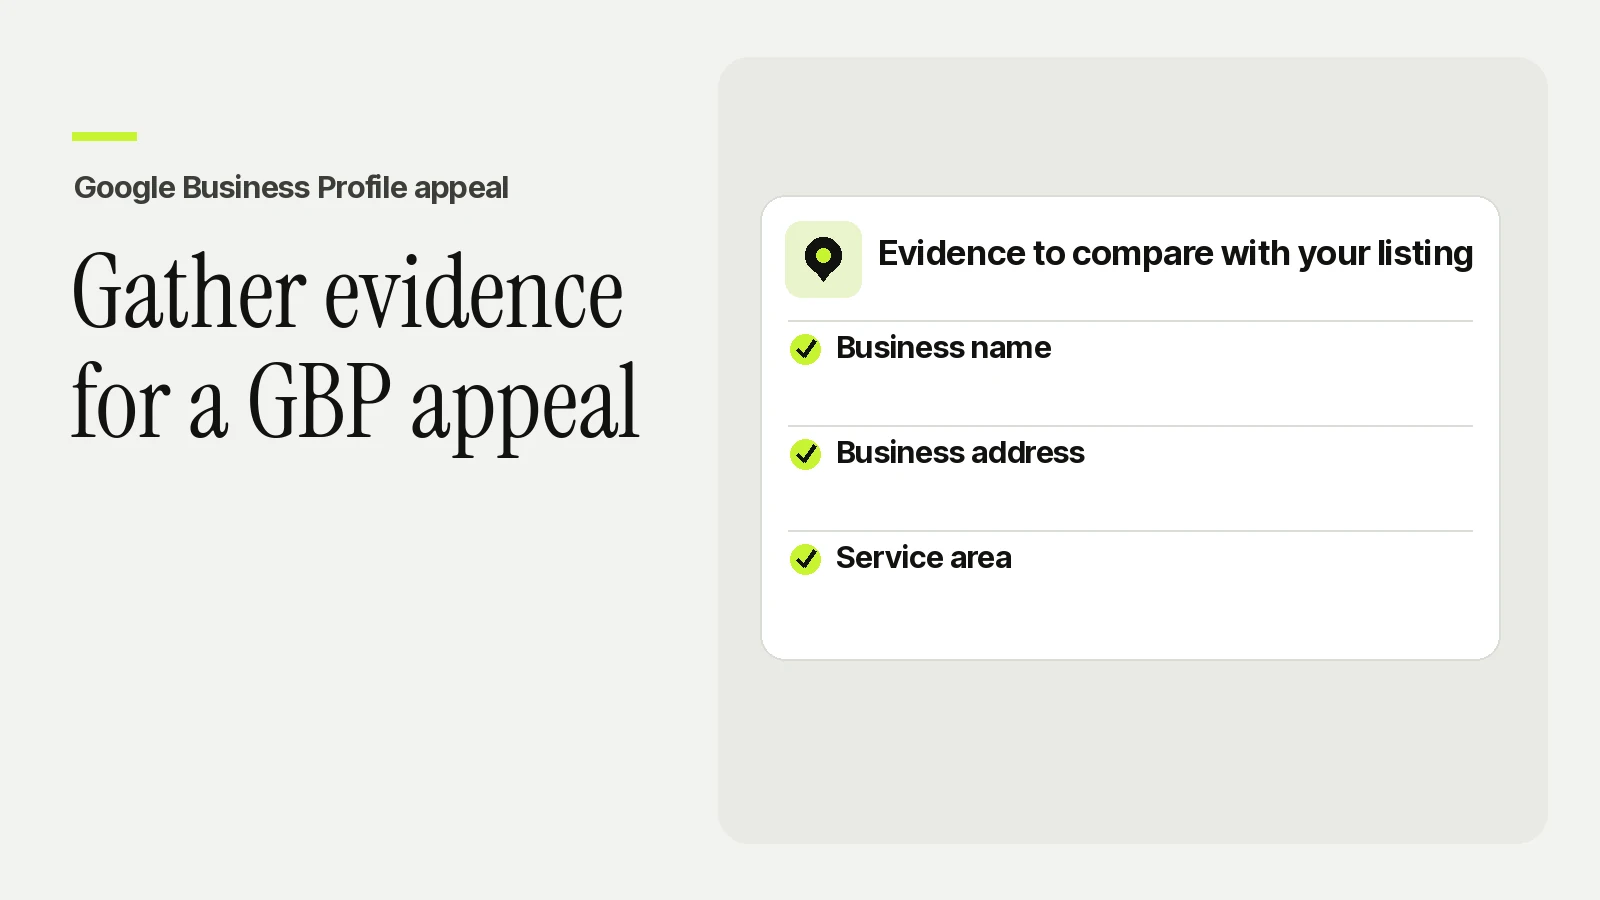 Google Business Profile appeal
Gather evidence
for a GBP appeal
Evidence to compare with your listing
Business name
Business address
Service area